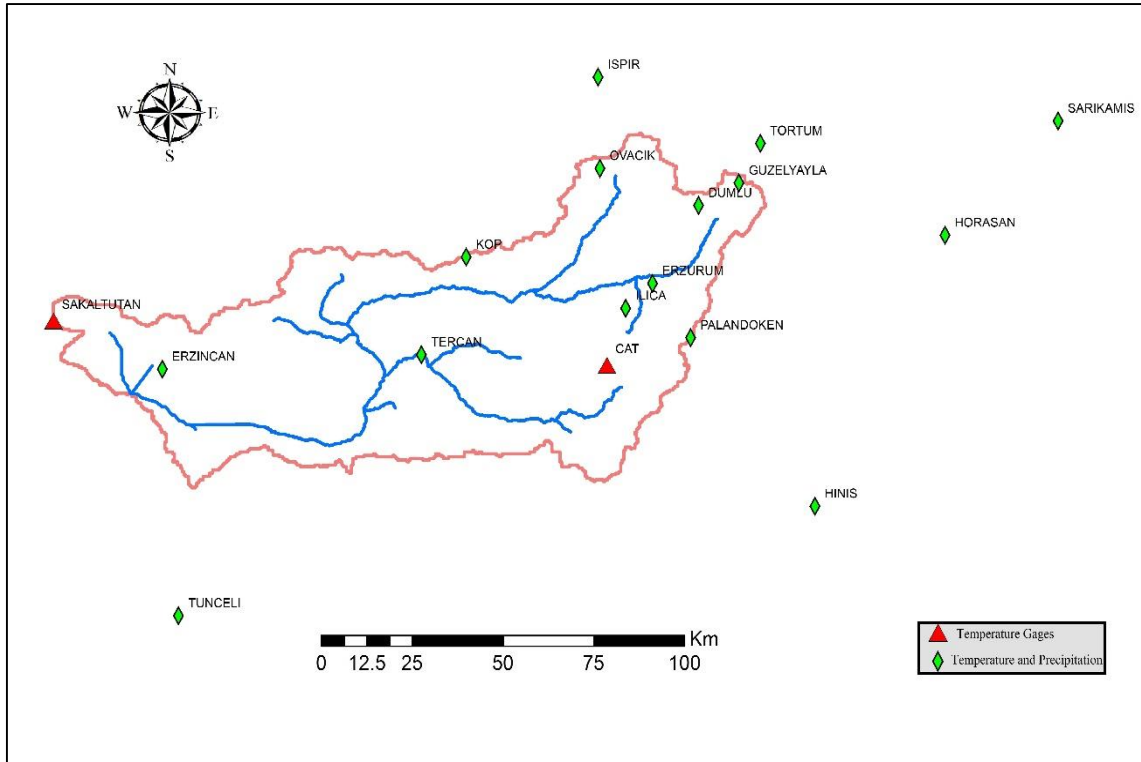 ISPIR
N
SARIKAMIS
W E
TORTUM
S
OVACIK
GUZELYAYLA
DUMLU
HORASAN
KOP
ERZURUM
SAKALTUTAN
ILICA
PALANDOKEN
TERCAN
CAT
ERZINCAN
HINIS
TUNCELI
Km
0 12.5 25 50 75 100
Temperature Gages
Temperature and Precipitation